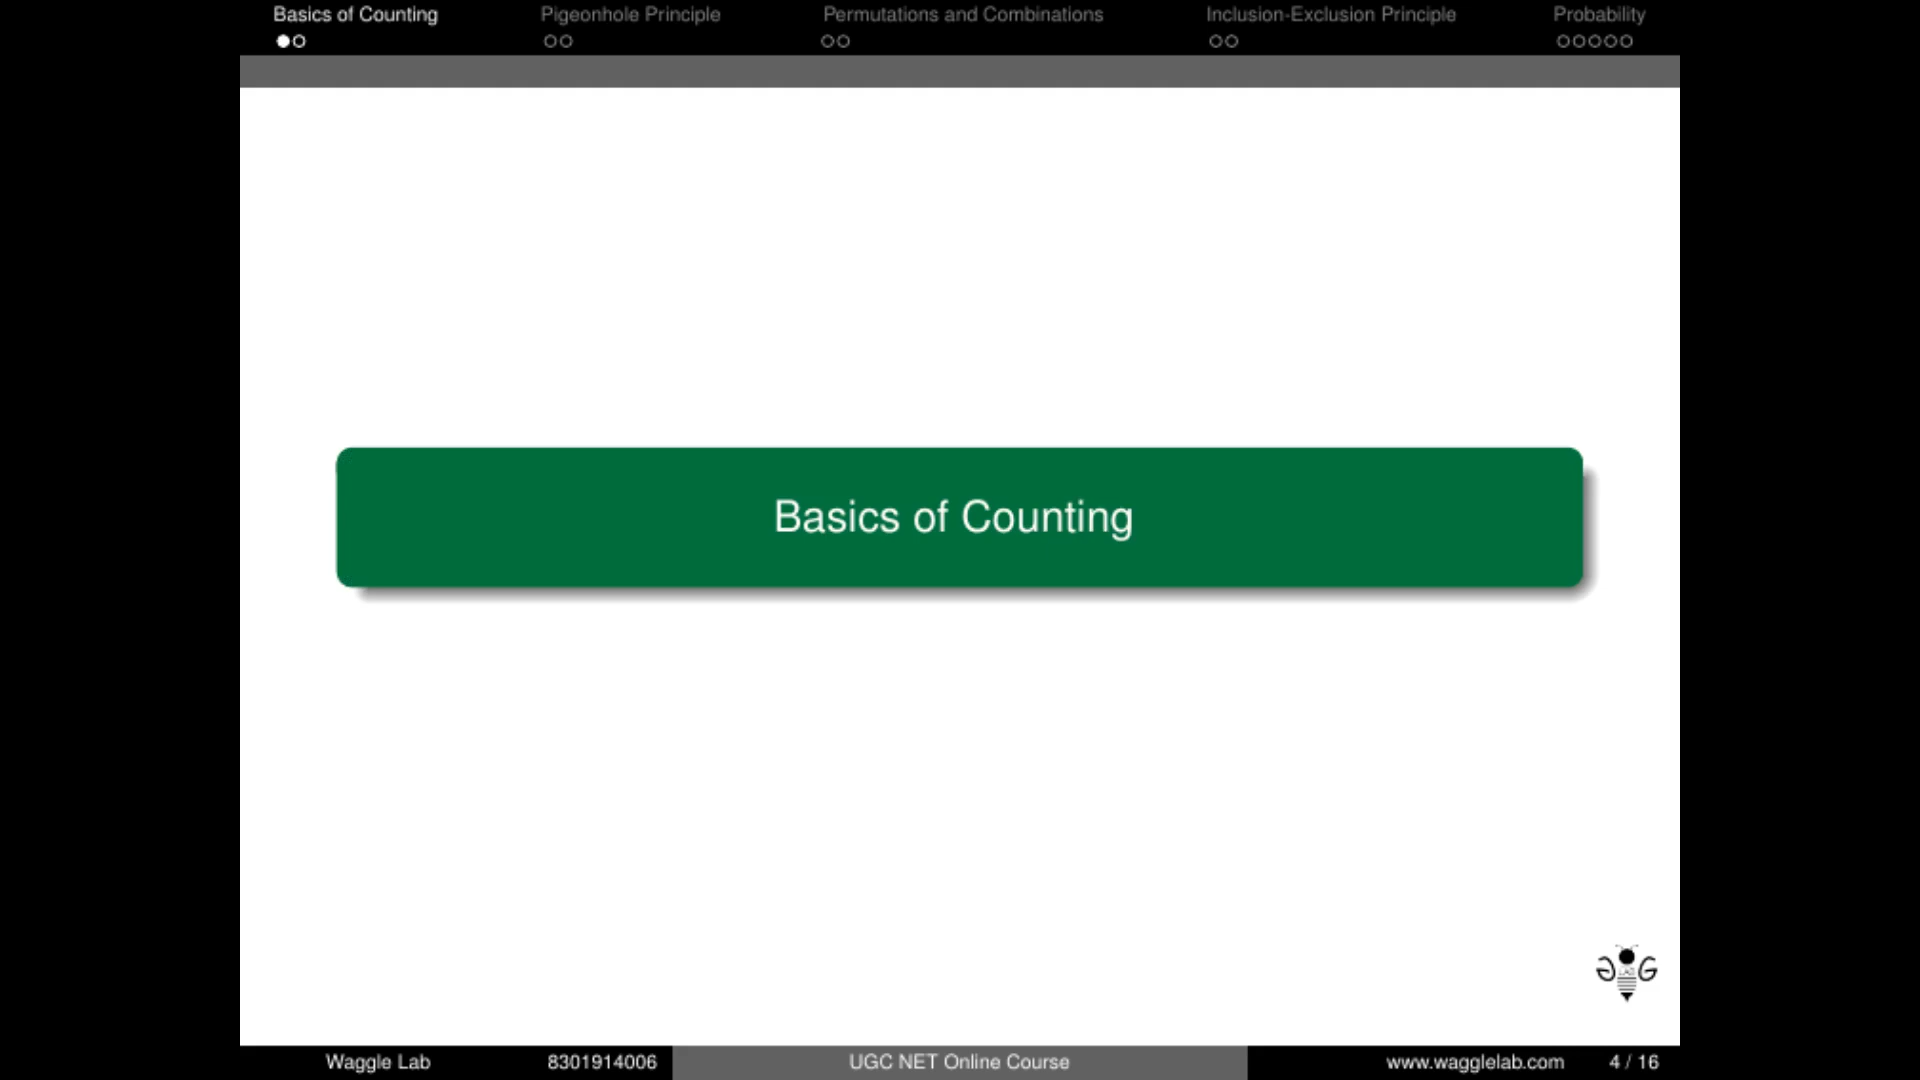 Basics of Counting Pigeonhole Principle Permutations and Combinations Inclusion-Exclusion Principle Probability
Basics of Counting
Waggle Lab 8301914006 UGC NET Online Course www.wagglelab.com 4 / 16